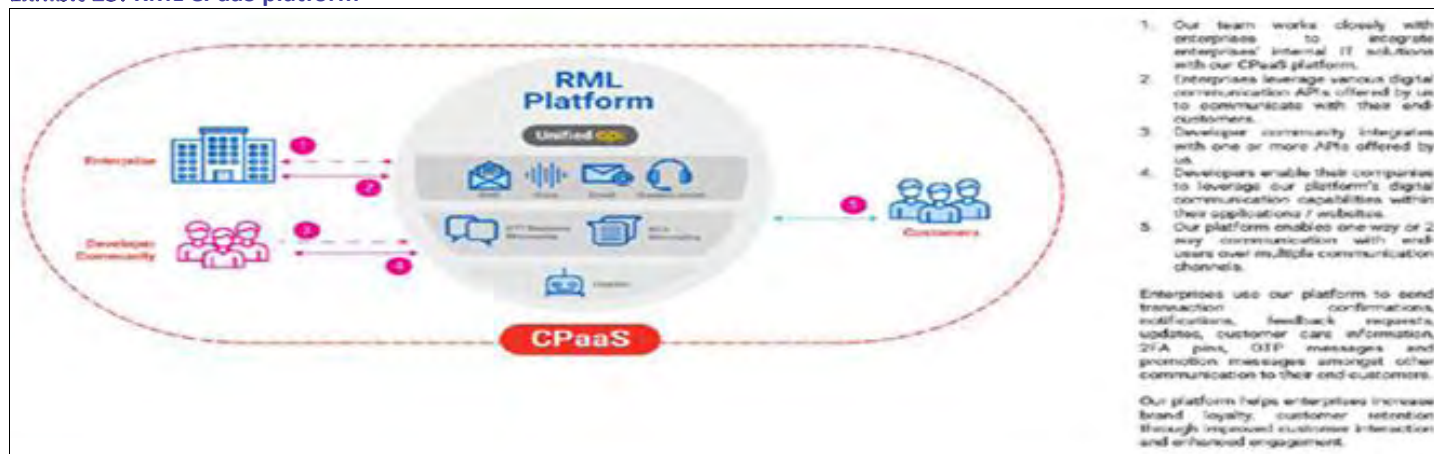 RML
Platform
Unified
Enterprise
1
2
Developer
Community
3
4
5
Customers
Messaging
CPaaS
1. Our team works closely with
enterprises to integrate
enterprises' internal IT solutions
with our CPaaS platform.
2. Enterprises leverage various digital
communication APIs offered by us
to communicate with their end-
customers.
3. Developer community integrates
with one or more APIs offered by
us.
4. Developers enable their companies
to leverage our platform's digital
communication capabilities within
their applications / websites.
5. Our platform enables one-way or 2
way communication with end-
users over multiple communication
channels.
Enterprises use our platform to send
transaction confirmations,
notifications, feedback requests,
updates, customer care information,
2FA pins, OTP messages and
promotion messages amongst other
communication to their end-customers.
Our platform helps enterprises increase
brand loyalty, customer retention
through improved customer interaction
and enhanced engagement.